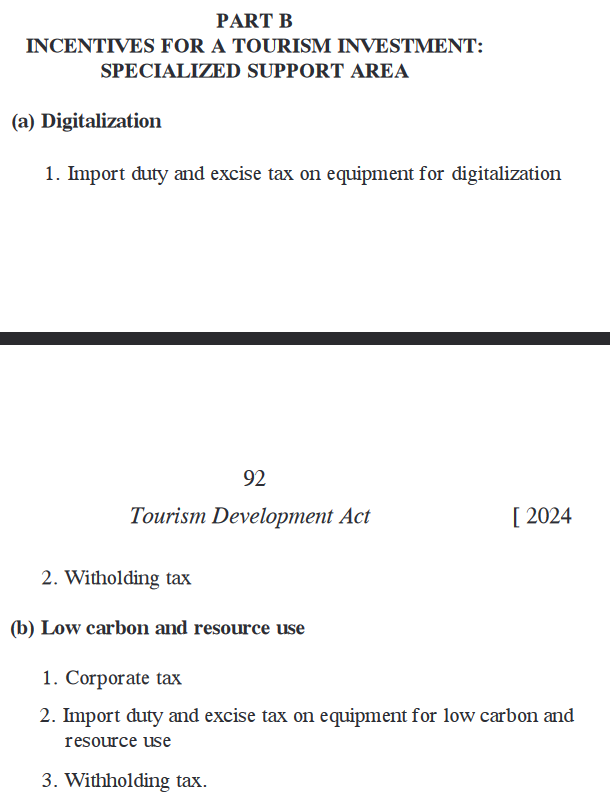 PART B
INCENTIVES FOR A TOURISM INVESTMENT:
SPECIALIZED SUPPORT AREA
(a) Digitalization
1. Import duty and excise tax on equipment for digitalization
92
Tourism Development Act [ 2024
2. Witholding tax
(b) Low carbon and resource use
1. Corporate tax
2. Import duty and excise tax on equipment for low carbon and
resource use
3. Withholding tax.